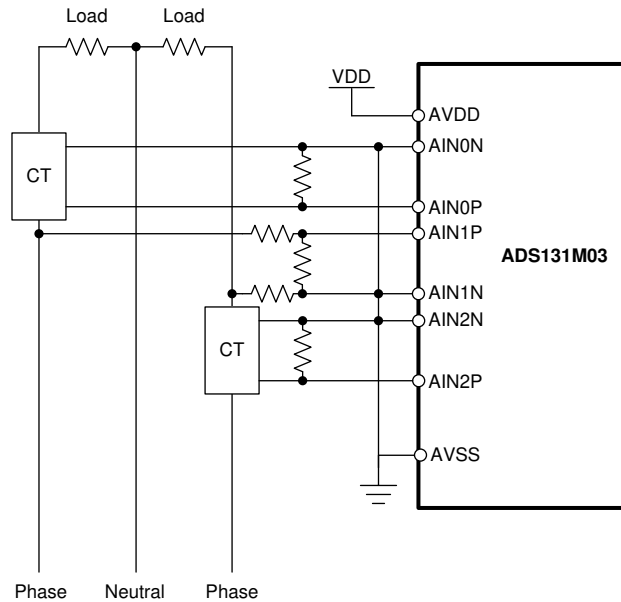 Load
Load
VDD
AVDD
AIN0N
CT
AIN0P
AIN1P
ADS131M03
AIN1N
AIN2N
CT
AIN2P
AVSS
Phase
Neutral
Phase